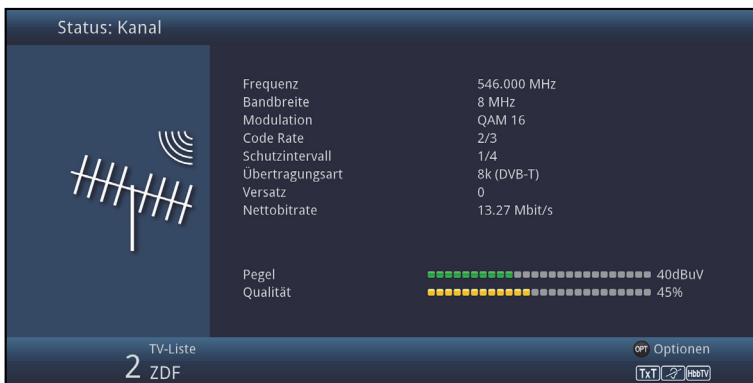 Status: Kanal
Frequenz 546.000 MHz
Bandbreite 8 MHz
Modulation QAM 16
Code Rate 2/3
Schutzintervall 1/4
Übertragungsart 8k (DVB-T)
Versatz 0
Nettobitrate 13.27 Mbit/s
Pegel 40dBuV
Qualität 45%
TV-Liste
2 ZDF
OPT Optionen
TxT HbbTV